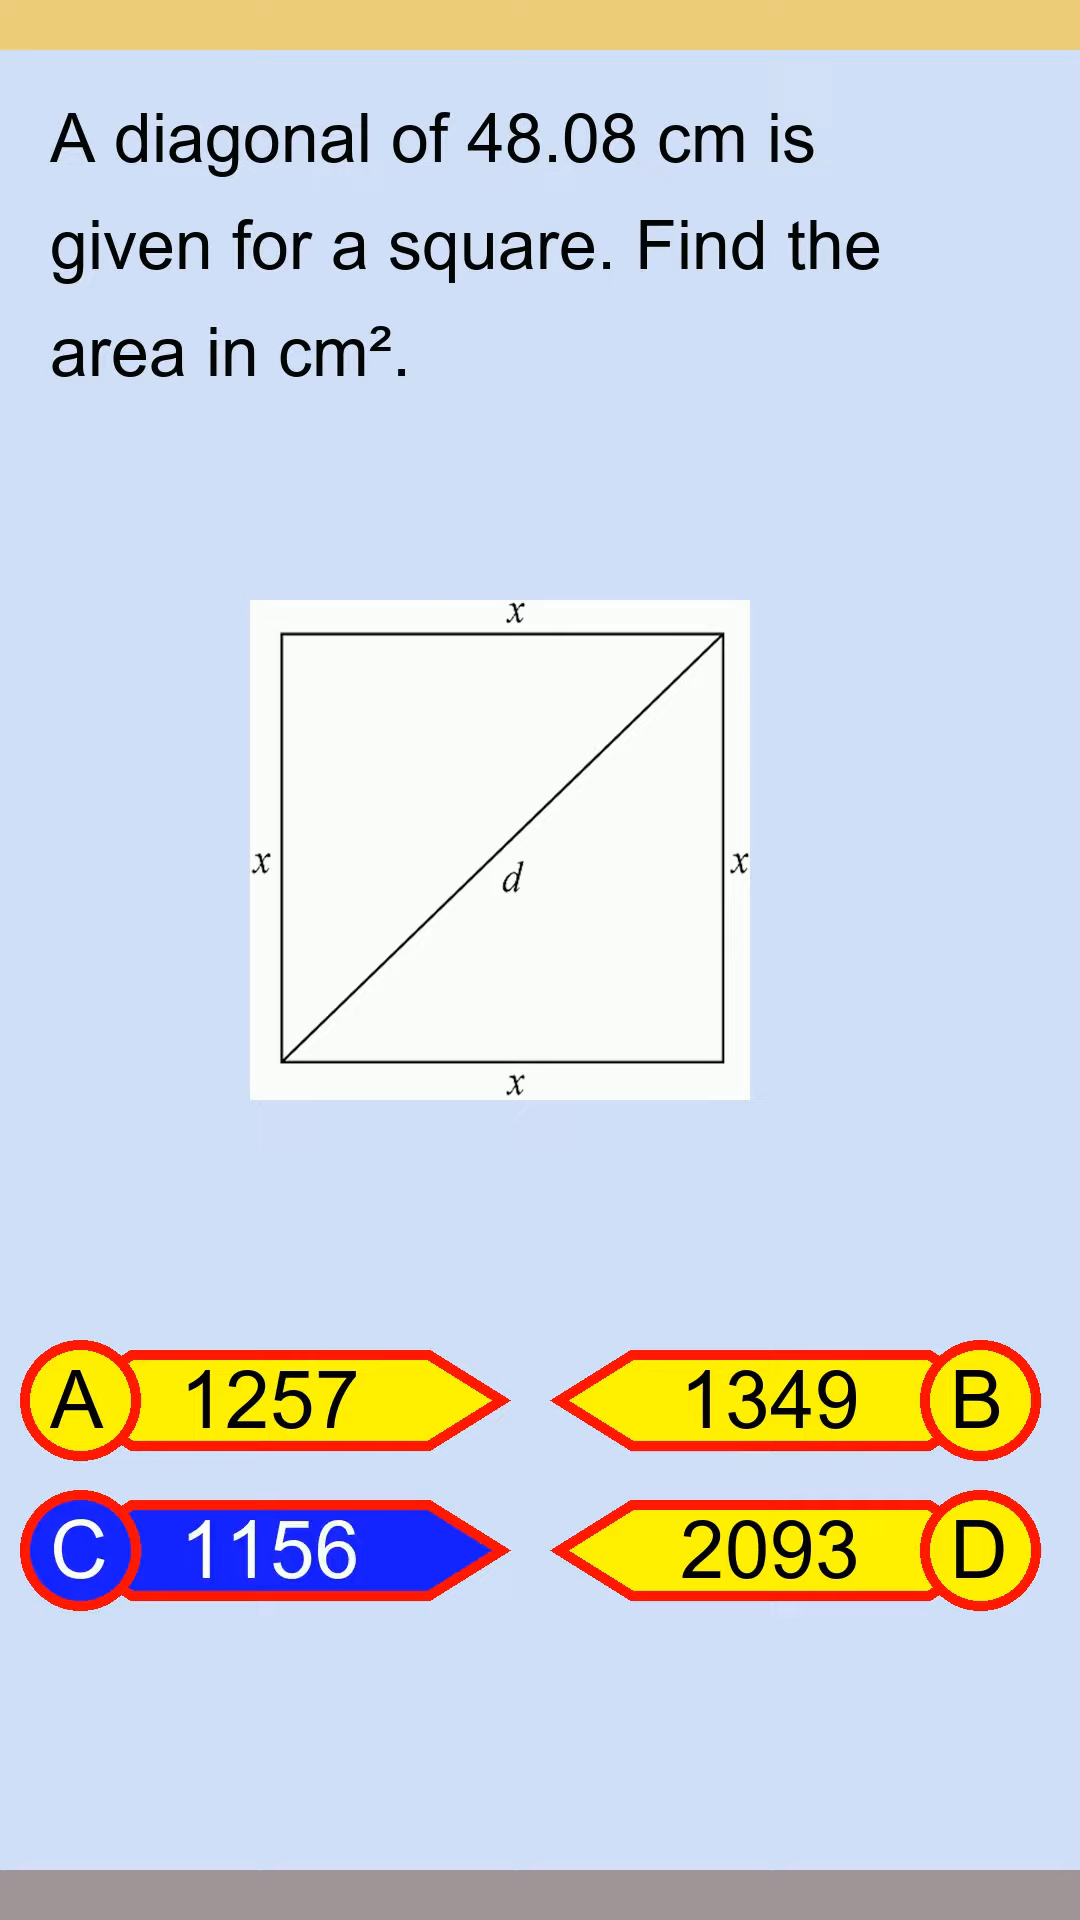 A diagonal of 48.08 cm is
given for a square. Find the
area in cm².
x
x
d
x
x
A 1257
1349 B
C 1156
2093 D